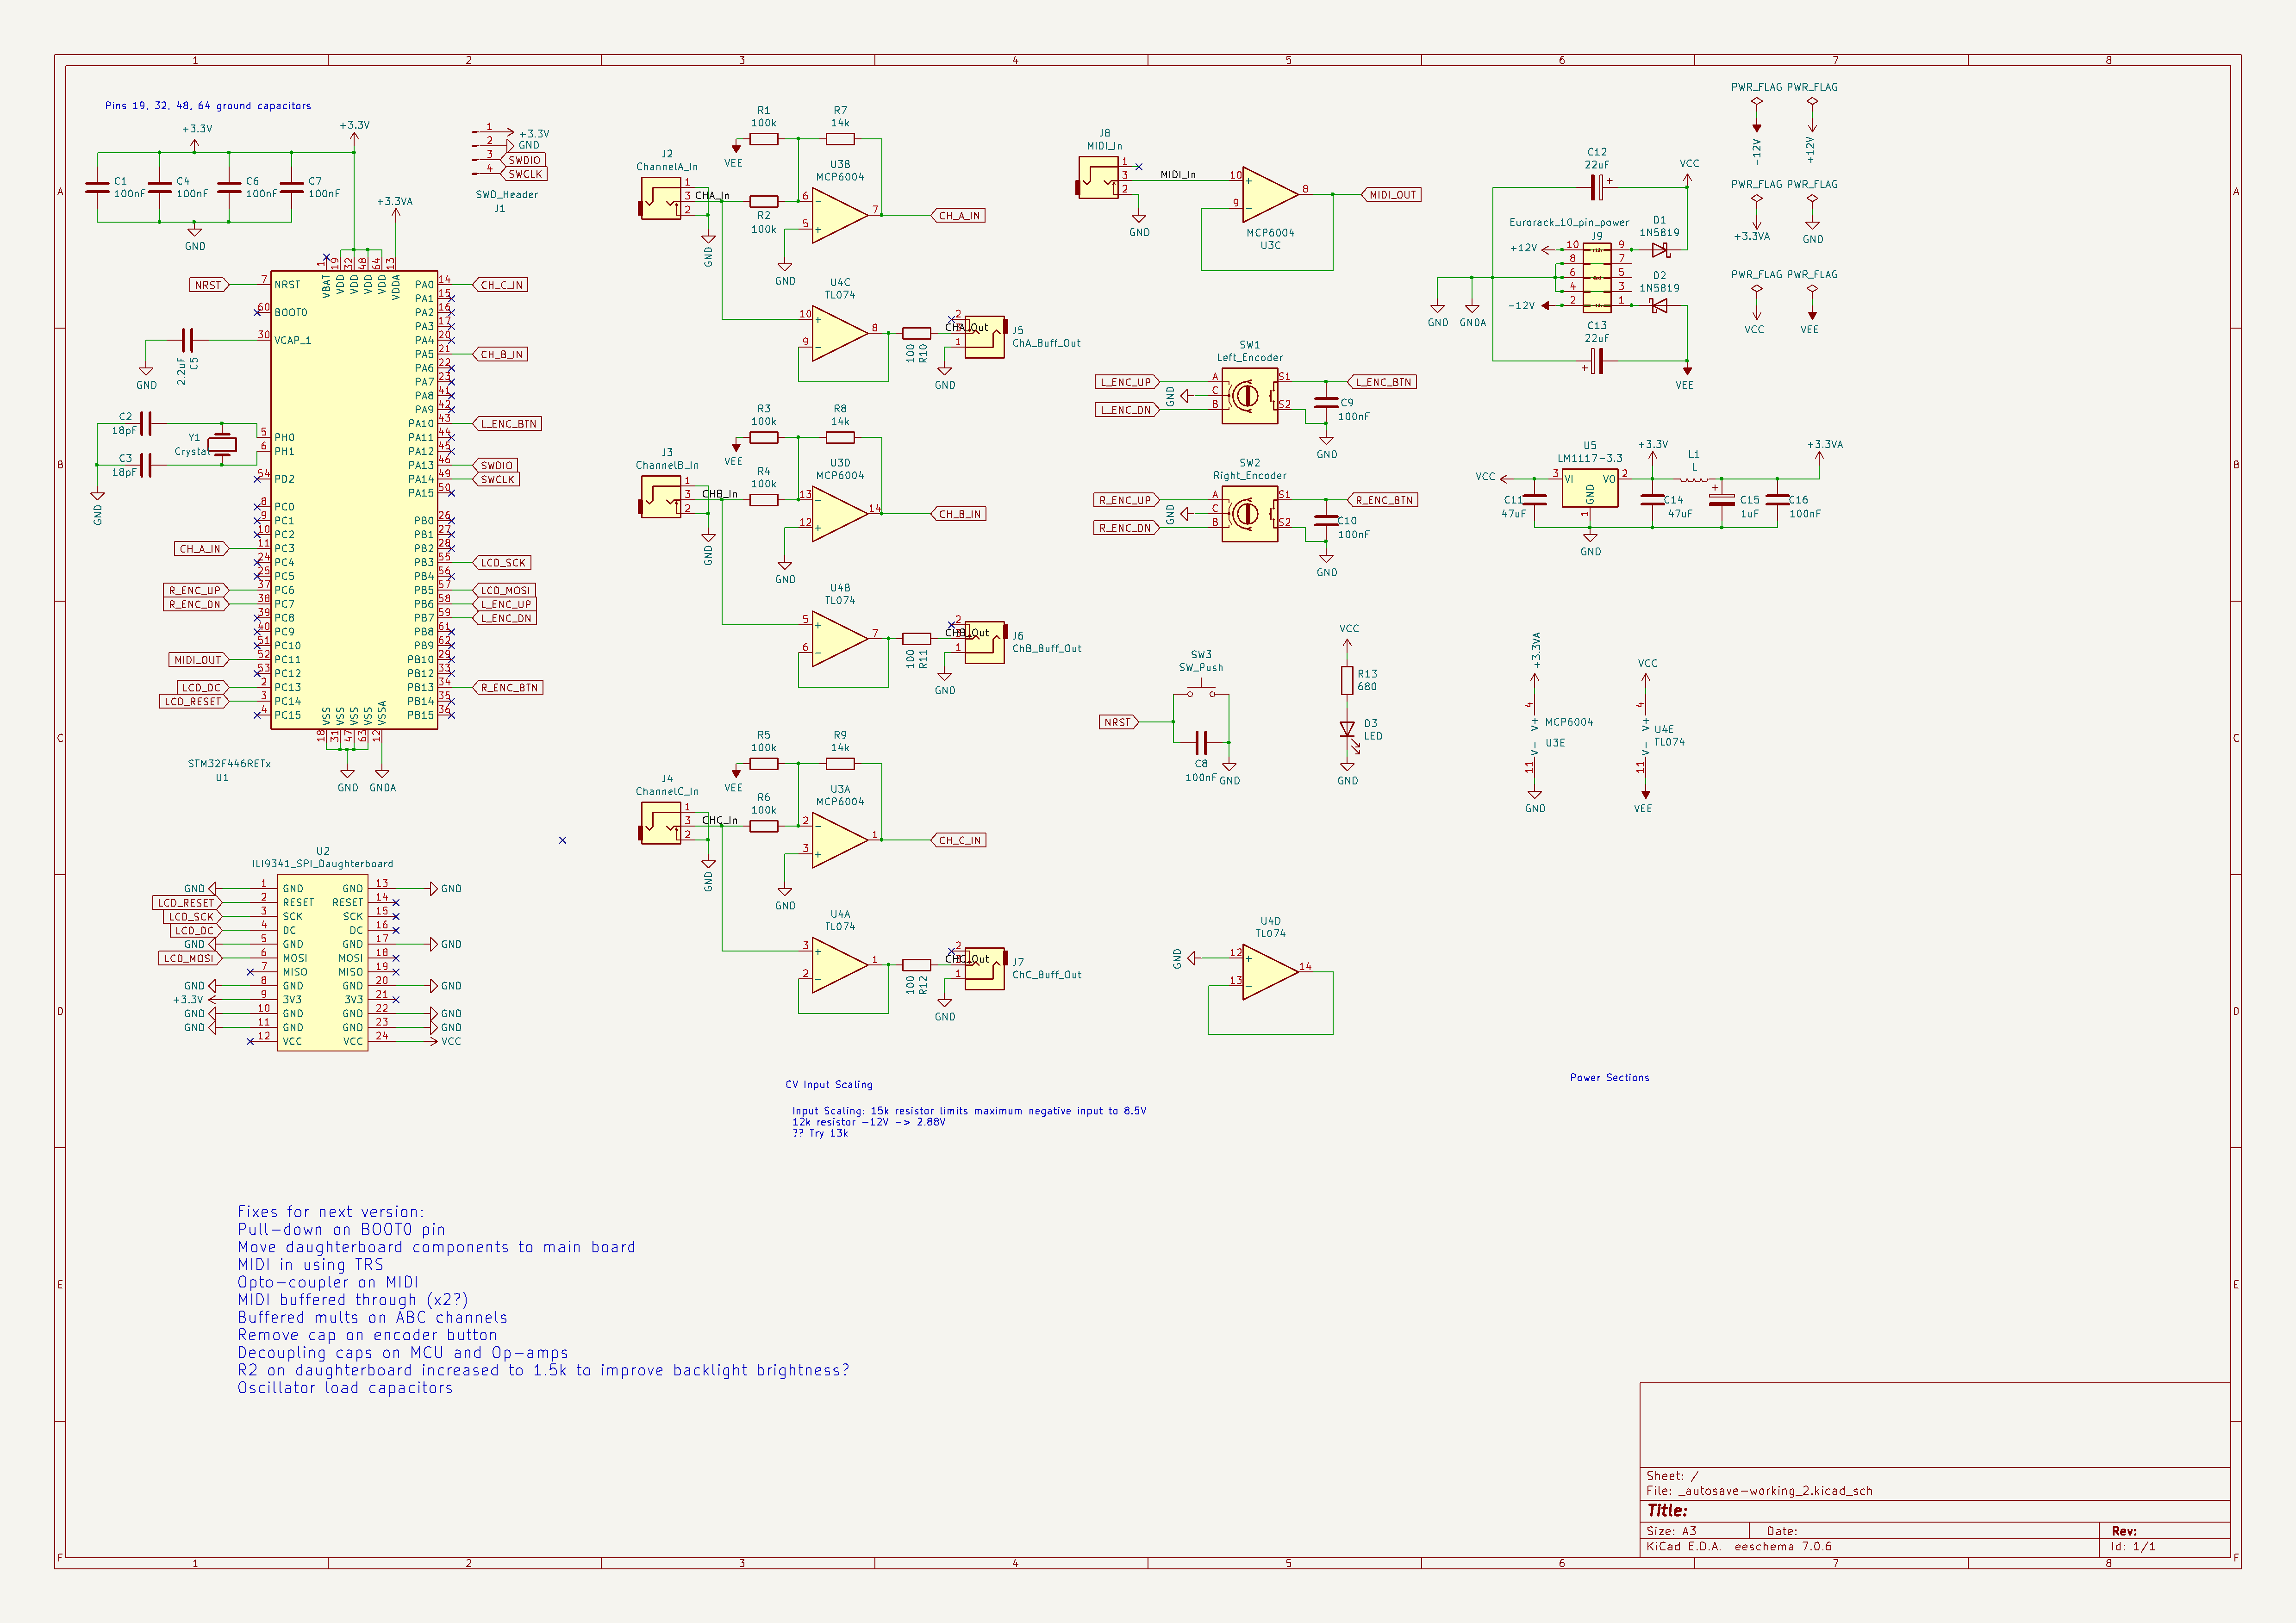 Pins 19, 32, 48, 64 ground capacitors
+3.3V
C1
100nF
C4
100nF
C6
100nF
C7
100nF
GND
+3.3V
+3.3VA
1
+3.3V
2
GND
3
SWDIO
4
SWCLK
SWD_Header
J1
1 VBAT
19 VDD
32 VDD
48 VDD
64 VDD
13 VDDA
NRST 7 NRST
60 BOOT0
30 VCAP_1
2.2uF
C5
GND
C2
18pF
C3
18pF
Y1
Crystal
GND
5 PH0
6 PH1
54 PD2
8 PC0
9 PC1
10 PC2
CH_A_IN 11 PC3
24 PC4
25 PC5
R_ENC_UP 37 PC6
R_ENC_DN 38 PC7
39 PC8
40 PC9
51 PC10
MIDI_OUT 52 PC11
53 PC12
LCD_DC 2 PC13
LCD_RESET 3 PC14
4 PC15
PA0 14 CH_C_IN
PA1 15
PA2 16
PA3 17
PA4 20
PA5 21 CH_B_IN
PA6 22
PA7 23
PA8 41
PA9 42
PA10 43 L_ENC_BTN
PA11 44
PA12 45
PA13 46 SWDIO
PA14 49 SWCLK
PA15 50
PB0 26
PB1 27
PB2 28
PB3 55 LCD_SCK
PB4 56
PB5 57 LCD_MOSI
PB6 58 L_ENC_UP
PB7 59 L_ENC_DN
PB8 61
PB9 62
PB10 29
PB12 33
PB13 34 R_ENC_BTN
PB14 35
PB15 36
VSS 18
VSS 31
VSS 47
VSS 63
VSSA 12
GND
GNDA
STM32F446RETx
U1
U2
ILI9341_SPI_Daughterboard
GND 1 GND GND 13 GND
LCD_RESET 2 RESET RESET 14
LCD_SCK 3 SCK SCK 15
LCD_DC 4 DC DC 16
GND 5 GND GND 17 GND
LCD_MOSI 6 MOSI MOSI 18
7 MISO MISO 19
GND 8 GND GND 20 GND
+3.3V 9 3V3 3V3 21
GND 10 GND GND 22 GND
GND 11 GND GND 23 GND
12 VCC VCC 24 VCC
J2
ChannelA_In
1
3 CHA_In
2
GND
R1
100k
VEE
R7
14k
R2
100k
U3B
MCP6004
6
5
7
CH_A_IN
GND
U4C
TL074
10
9
8
100
R10
CHA_Out
2
3
1
J5
ChA_Buff_Out
GND
J3
ChannelB_In
1
3 CHB_In
2
GND
R3
100k
VEE
R8
14k
R4
100k
U3D
MCP6004
13
12
14
CH_B_IN
GND
U4B
TL074
5
6
7
100
R11
CHB_Out
2
3
1
J6
ChB_Buff_Out
GND
J4
ChannelC_In
1
3 CHC_In
2
GND
R5
100k
VEE
R9
14k
R6
100k
U3A
MCP6004
2
3
1
CH_C_IN
GND
U4A
TL074
3
2
1
100
R12
CHC_Out
2
3
1
J7
ChC_Buff_Out
GND
CV Input Scaling
Input Scaling: 15k resistor limits maximum negative input to 8.5V
12k resistor -12V -> 2.88V
?? Try 13k
J8
MIDI_In
1
3 MIDI_In
2
GND
10
9
8
MIDI_OUT
MCP6004
U3C
SW1
Left_Encoder
L_ENC_UP A S1 L_ENC_BTN
GND C
L_ENC_DN B S2
C9
100nF
GND
SW2
Right_Encoder
R_ENC_UP A S1 R_ENC_BTN
GND C
R_ENC_DN B S2
C10
100nF
GND
SW3
SW_Push
NRST
C8
100nF
GND
VCC
R13
680
D3
LED
GND
U4D
TL074
GND
12
13
14
C12
22uF
VCC
Eurorack_10_pin_power
J9
D1
1N5819
+12V 10 9
8 7
6 5
4 3
-12V 2 1
D2
1N5819
GND
GNDA
C13
22uF
VEE
PWR_FLAG PWR_FLAG
-12V
+12V
PWR_FLAG PWR_FLAG
+3.3VA
GND
PWR_FLAG PWR_FLAG
VCC
VEE
U5
LM1117-3.3
VCC
3 VI VO 2
GND
1
+3.3V
L1
L
+3.3VA
C11
47uF
C14
47uF
C15
1uF
C16
100nF
GND
+3.3VA
4 V+
MCP6004
U3E
11 V-
GND
VCC
4 V+
U4E
TL074
11 V-
VEE
Power Sections
Fixes for next version:
Pull-down on BOOT0 pin
Move daughterboard components to main board
MIDI in using TRS
Opto-coupler on MIDI
MIDI buffered through (x2?)
Buffered mults on ABC channels
Remove cap on encoder button
Decoupling caps on MCU and Op-amps
R2 on daughterboard increased to 1.5k to improve backlight brightness?
Oscillator load capacitors
Sheet: /
File: _autosave-working_2.kicad_sch
Title:
Size: A3 Date: Rev:
KiCad E.D.A. eeschema 7.0.6 Id: 1/1
1 2 3 4 5 6 7 8
A B C D E F